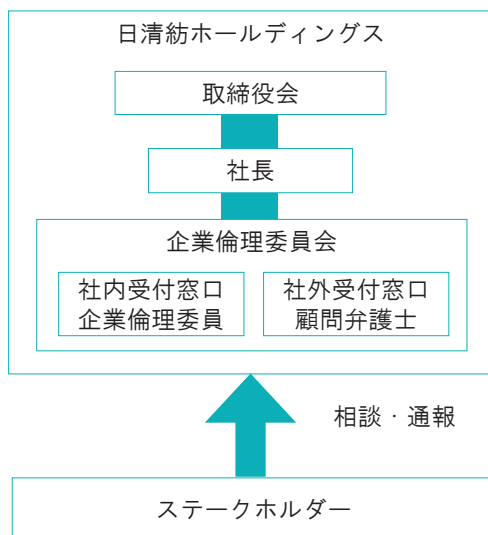 日清紡ホールディングス
取締役会
社長
企業倫理委員会
社内受付窓口
企業倫理委員
社外受付窓口
顧問弁護士
相談・通報
ステークホルダー